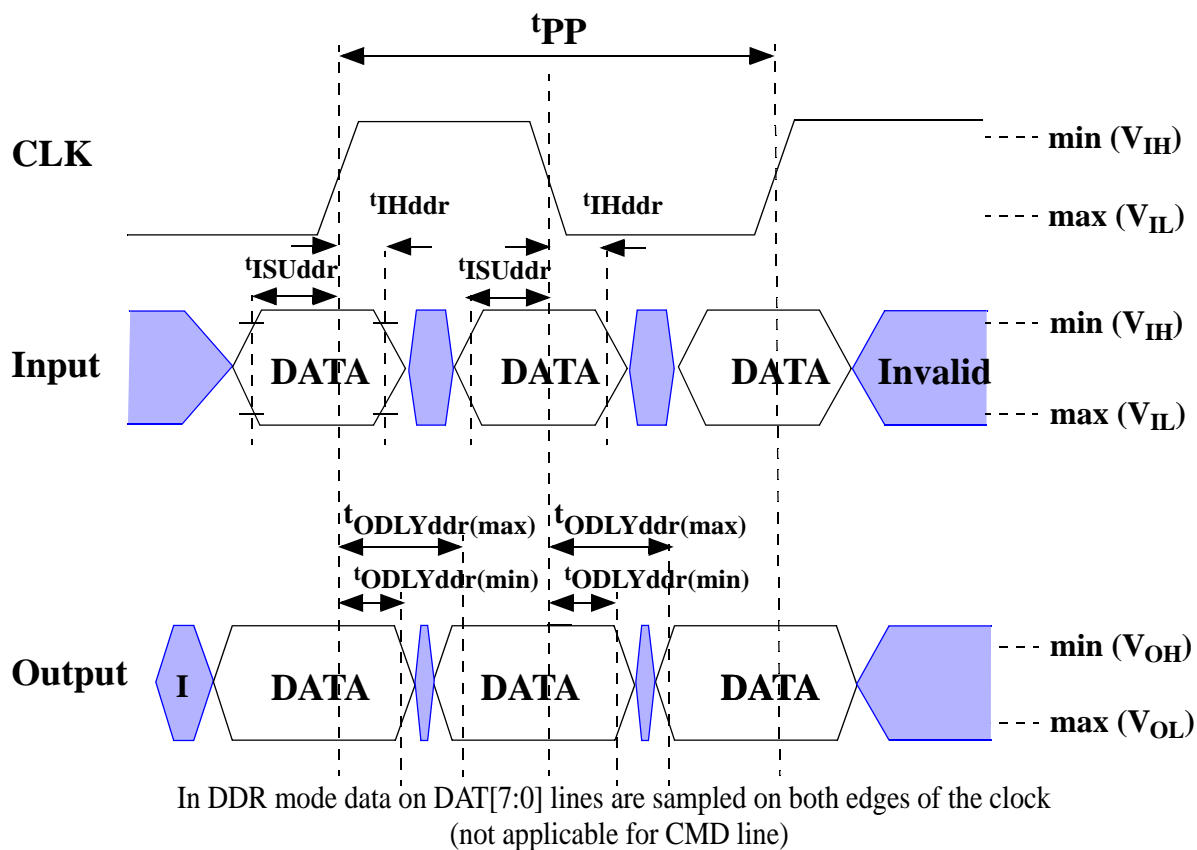 tPP
CLK
min (VIH)
tIHddr tIHddr
max (VIL)
tISUddr tISUddr
min (VIH)
Input DATA DATA DATA Invalid
max (VIL)
tODLYddr(max) tODLYddr(max)
tODLYddr(min) tODLYddr(min)
min (VOH)
Output I DATA DATA DATA
max (VOL)
In DDR mode data on DAT[7:0] lines are sampled on both edges of the clock
(not applicable for CMD line)